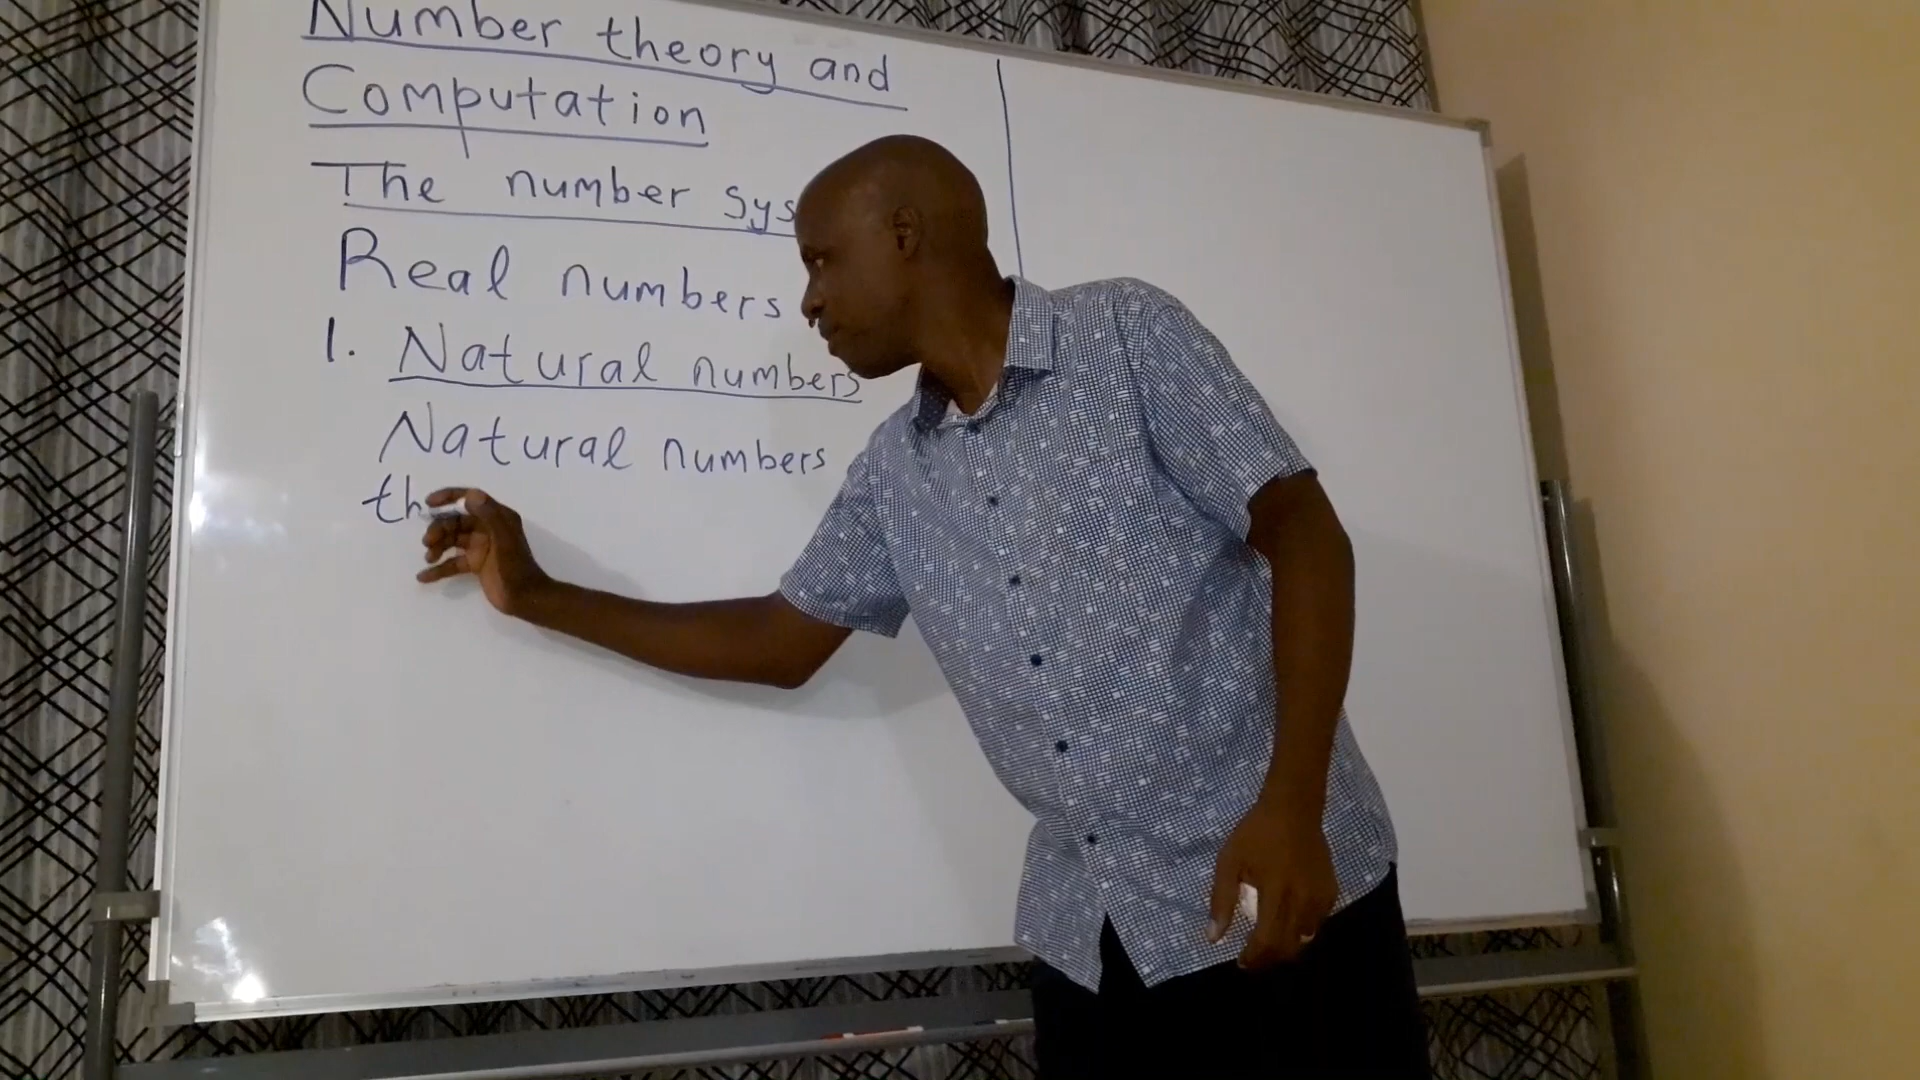 Number theory and
Computation
The number sys
Real numbers
1. Natural numbers
Natural numbers
th